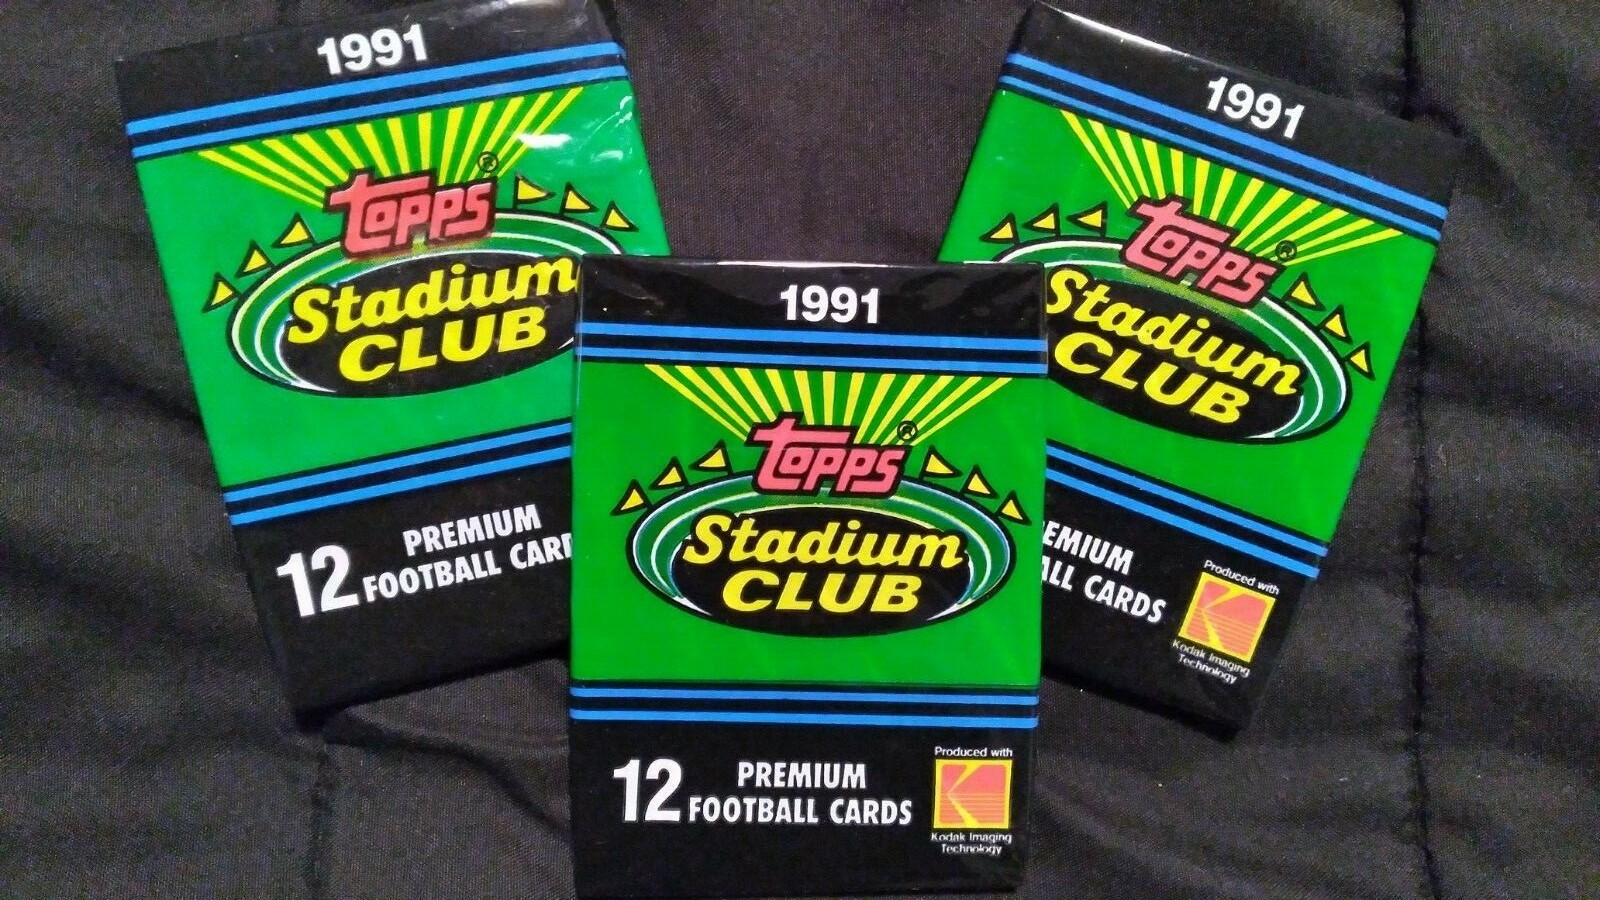 1991
TOPPS®
Stadium
CLUB
12 PREMIUM
FOOTBALL CARD
1991
TOPPS®
Stadium
CLUB
12 PREMIUM
FOOTBALL CARDS
Produced with
K
Kodak Imaging
Technology
1991
TOPPS®
Stadium
CLUB
EMIUM
ALL CARDS
Produced with
K
Kodak Imaging
Technology